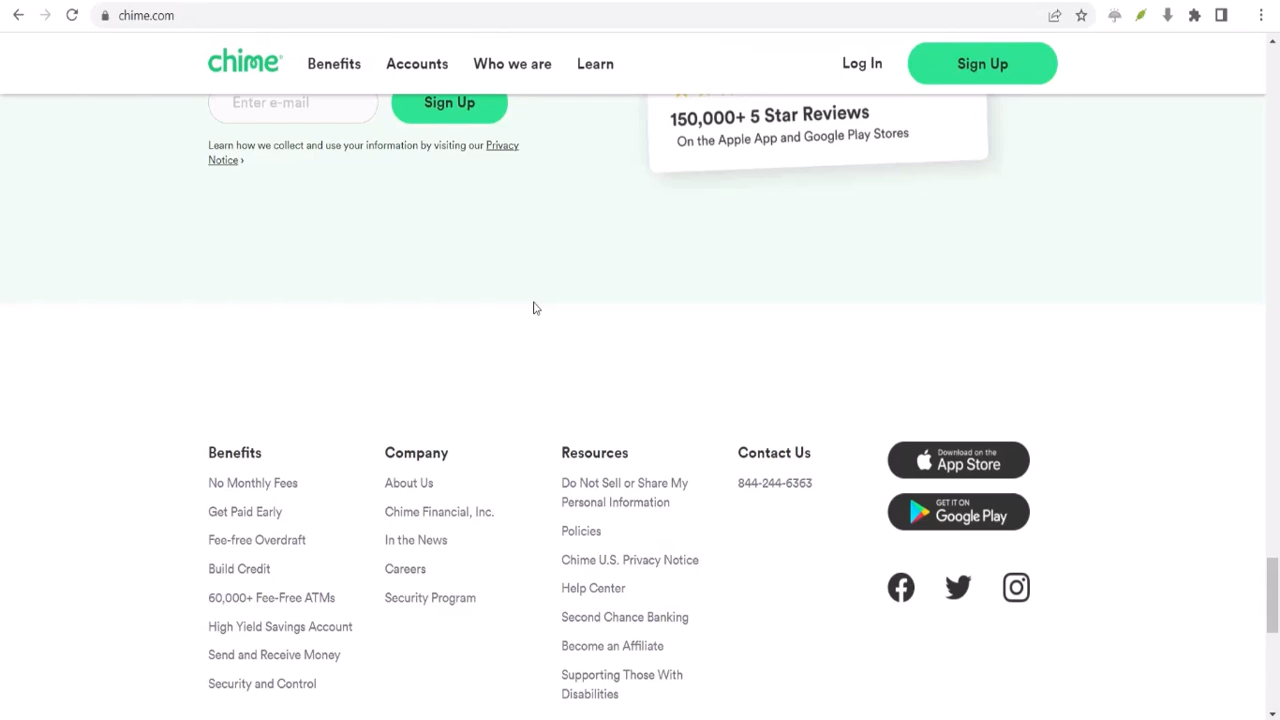 chime.com
chime
Benefits
Accounts
Who we are
Learn
Log In
Sign Up
Enter e-mail
Sign Up
Learn how we collect and use your information by visiting our Privacy
Notice ›
150,000+ 5 Star Reviews
On the Apple App and Google Play Stores
Benefits
No Monthly Fees
Get Paid Early
Fee-free Overdraft
Build Credit
60,000+ Fee-Free ATMs
High Yield Savings Account
Send and Receive Money
Security and Control
Company
About Us
Chime Financial, Inc.
In the News
Careers
Security Program
Resources
Do Not Sell or Share My
Personal Information
Policies
Chime U.S. Privacy Notice
Help Center
Second Chance Banking
Become an Affiliate
Supporting Those With
Disabilities
Contact Us
844-244-6363
Download on the
App Store
GET IT ON
Google Play